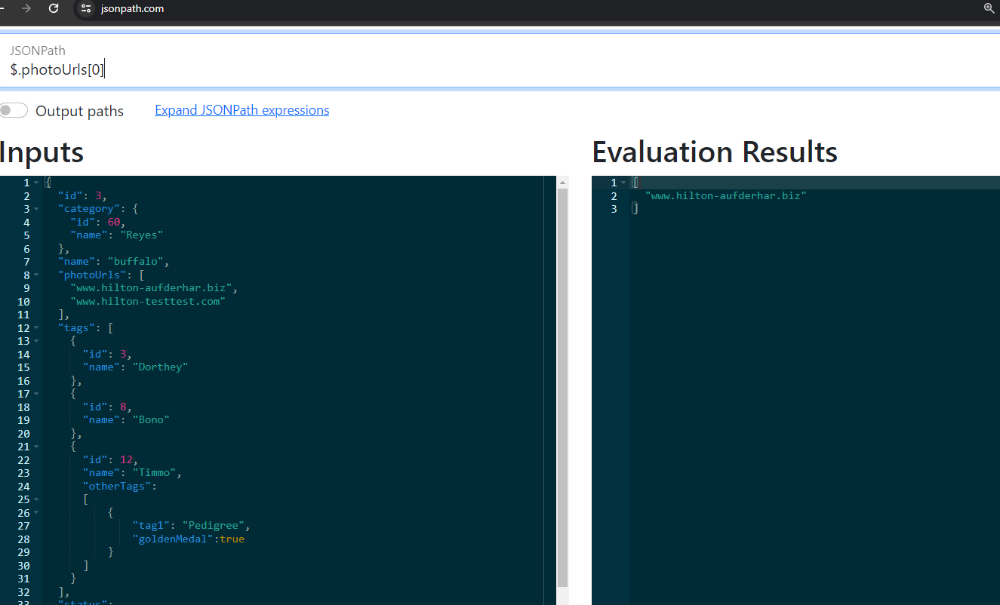 jsonpath.com
JSONPath
$.photoUrls[0]
Output paths Expand JSONPath expressions
Inputs
1 {
2 "id": 3,
3 "category": {
4 "id": 60,
5 "name": "Reyes"
6 },
7 "name": "buffalo",
8 "photoUrls": [
9 "www.hilton-aufderhar.biz",
10 "www.hilton-testtest.com"
11 ],
12 "tags": [
13 {
14 "id": 3,
15 "name": "Dorthey"
16 },
17 {
18 "id": 8,
19 "name": "Bono"
20 },
21 {
22 "id": 12,
23 "name": "Timmo",
24 "otherTags":
25 [
26 {
27 "tag1": "Pedigree",
28 "goldenMedal":true
29 }
30 ]
31 }
32 ],
33 "status":
Evaluation Results
1 [
2 "www.hilton-aufderhar.biz"
3 ]